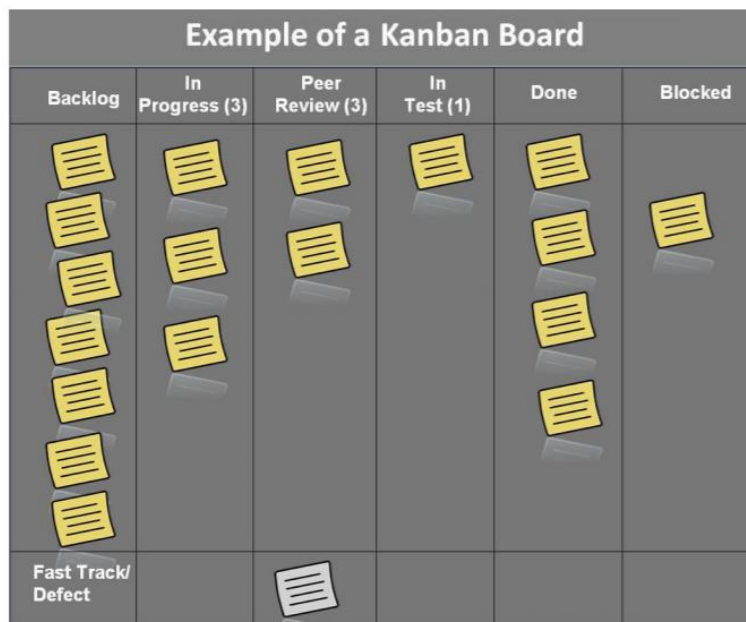 Example of a Kanban Board
Backlog
In
Progress (3)
Peer
Review (3)
In
Test (1)
Done
Blocked
Fast Track/
Defect